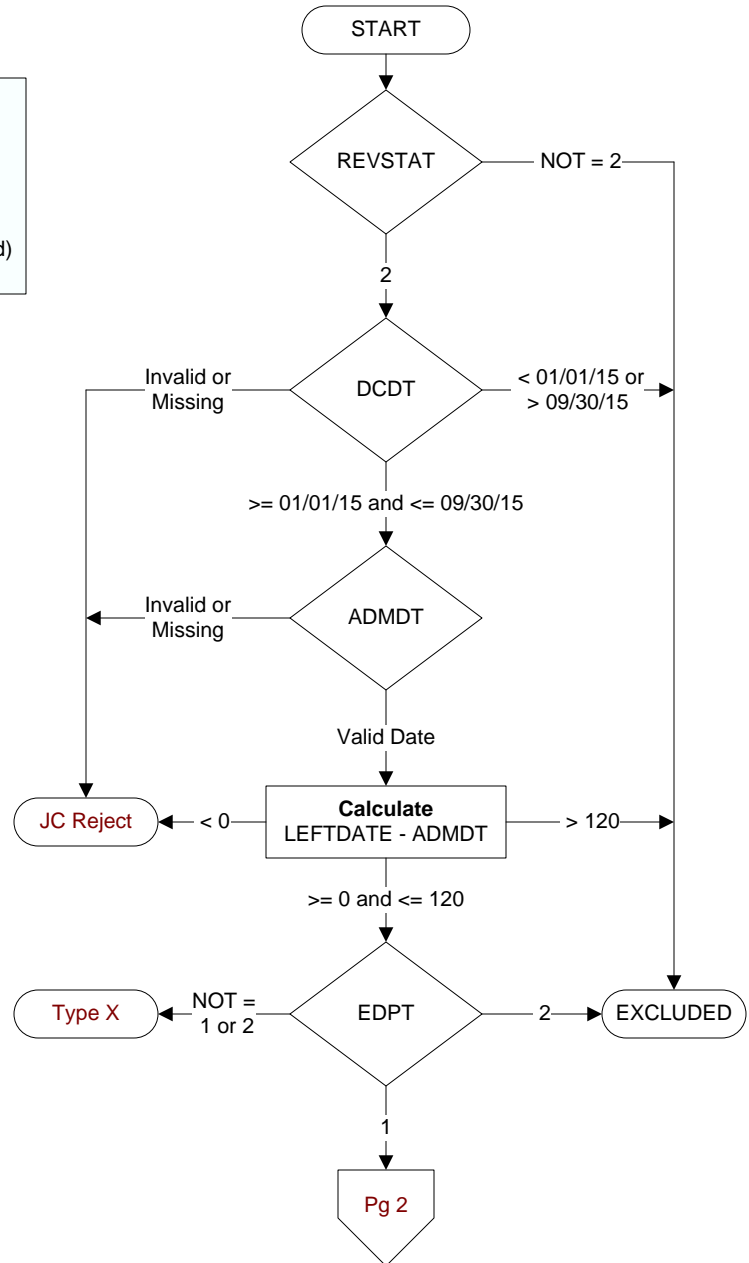 START
REVSTAT
NOT = 2
2
d)
DCDT
Invalid or
Missing
< 01/01/15 or
> 09/30/15
>= 01/01/15 and <= 09/30/15
ADMDT
Invalid or
Missing
Valid Date
Calculate
LEFTDATE - ADMDT
JC Reject
< 0
> 120
>= 0 and <= 120
EDPT
Type X
NOT =
1 or 2
2
EXCLUDED
1
Pg 2